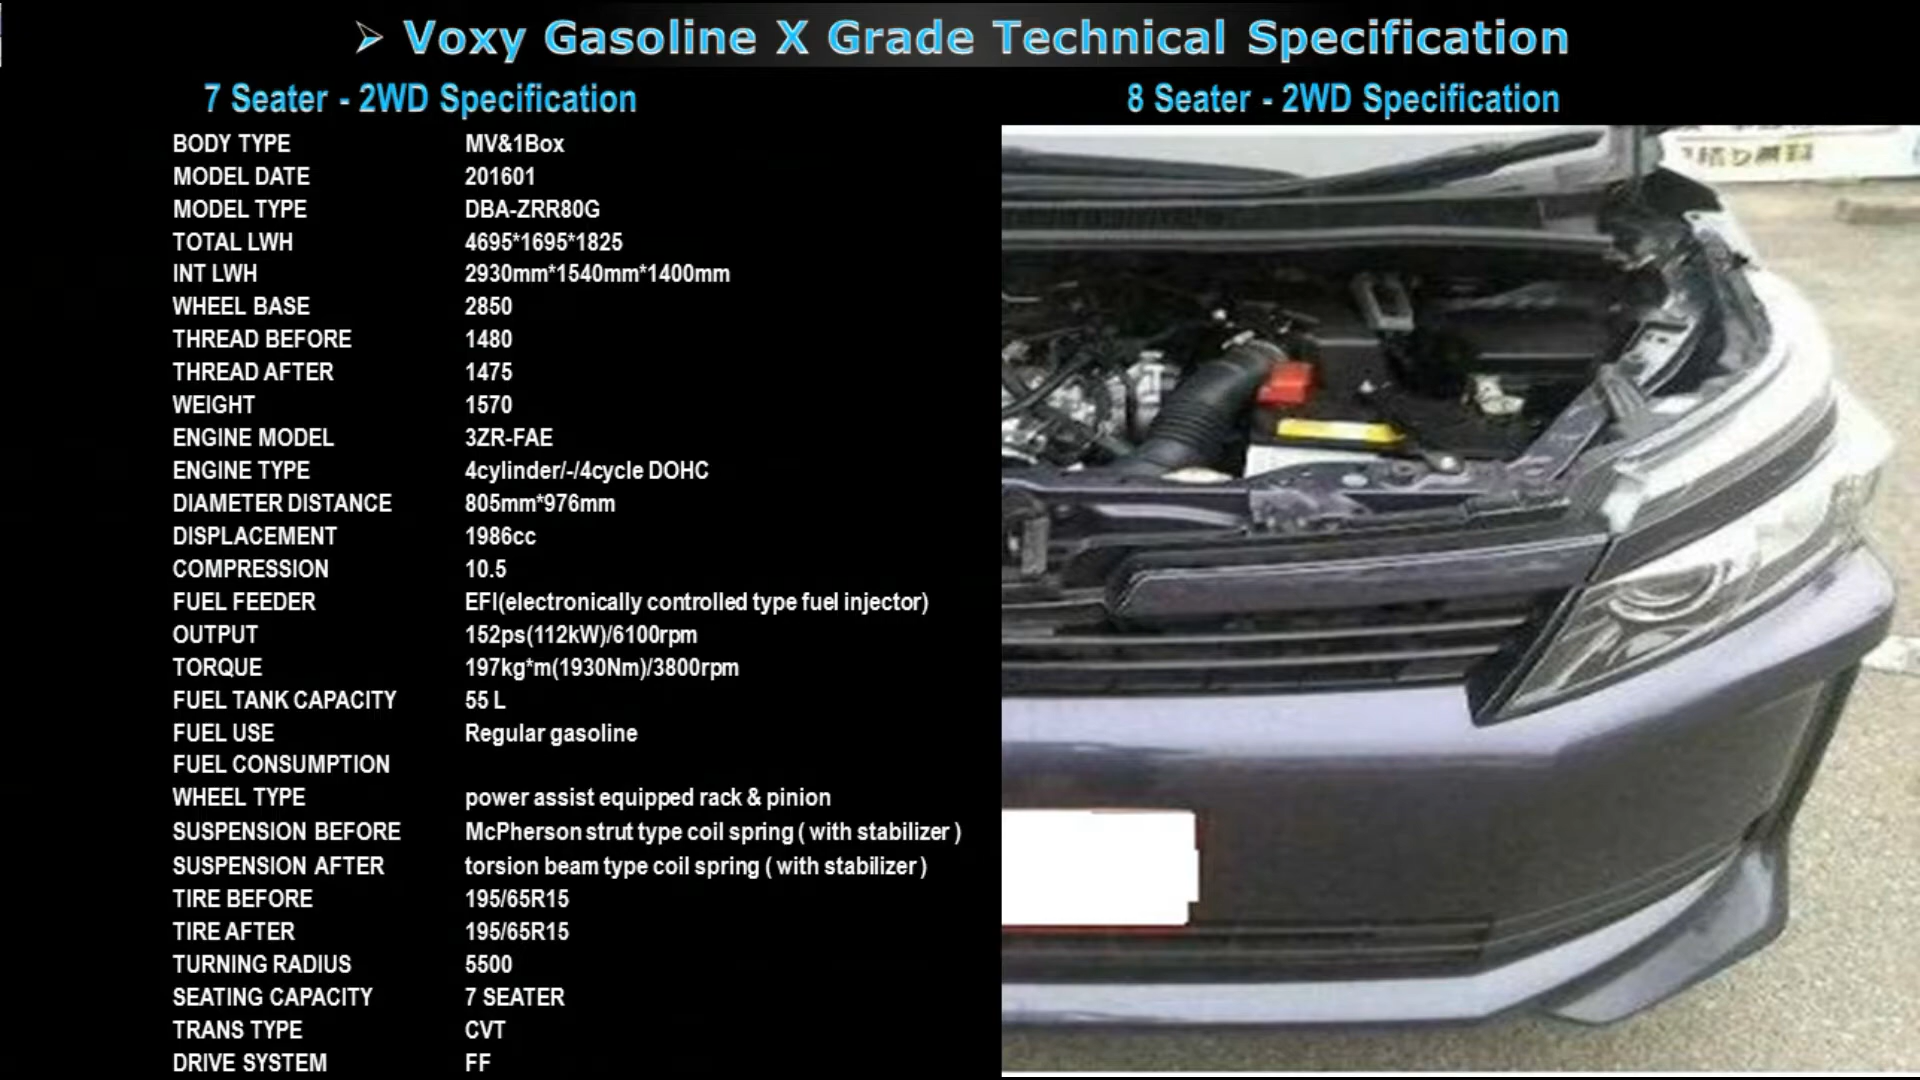 ➢ Voxy Gasoline X Grade Technical Specification
7 Seater - 2WD Specification
8 Seater - 2WD Specification
BODY TYPE MV&1Box
MODEL DATE 201601
MODEL TYPE DBA-ZRR80G
TOTAL LWH 4695*1695*1825
INT LWH 2930mm*1540mm*1400mm
WHEEL BASE 2850
THREAD BEFORE 1480
THREAD AFTER 1475
WEIGHT 1570
ENGINE MODEL 3ZR-FAE
ENGINE TYPE 4cylinder/-/4cycle DOHC
DIAMETER DISTANCE 805mm*976mm
DISPLACEMENT 1986cc
COMPRESSION 10.5
FUEL FEEDER EFI(electronically controlled type fuel injector)
OUTPUT 152ps(112kW)/6100rpm
TORQUE 197kg*m(1930Nm)/3800rpm
FUEL TANK CAPACITY 55 L
FUEL USE Regular gasoline
FUEL CONSUMPTION
WHEEL TYPE power assist equipped rack & pinion
SUSPENSION BEFORE McPherson strut type coil spring ( with stabilizer )
SUSPENSION AFTER torsion beam type coil spring ( with stabilizer )
TIRE BEFORE 195/65R15
TIRE AFTER 195/65R15
TURNING RADIUS 5500
SEATING CAPACITY 7 SEATER
TRANS TYPE CVT
DRIVE SYSTEM FF